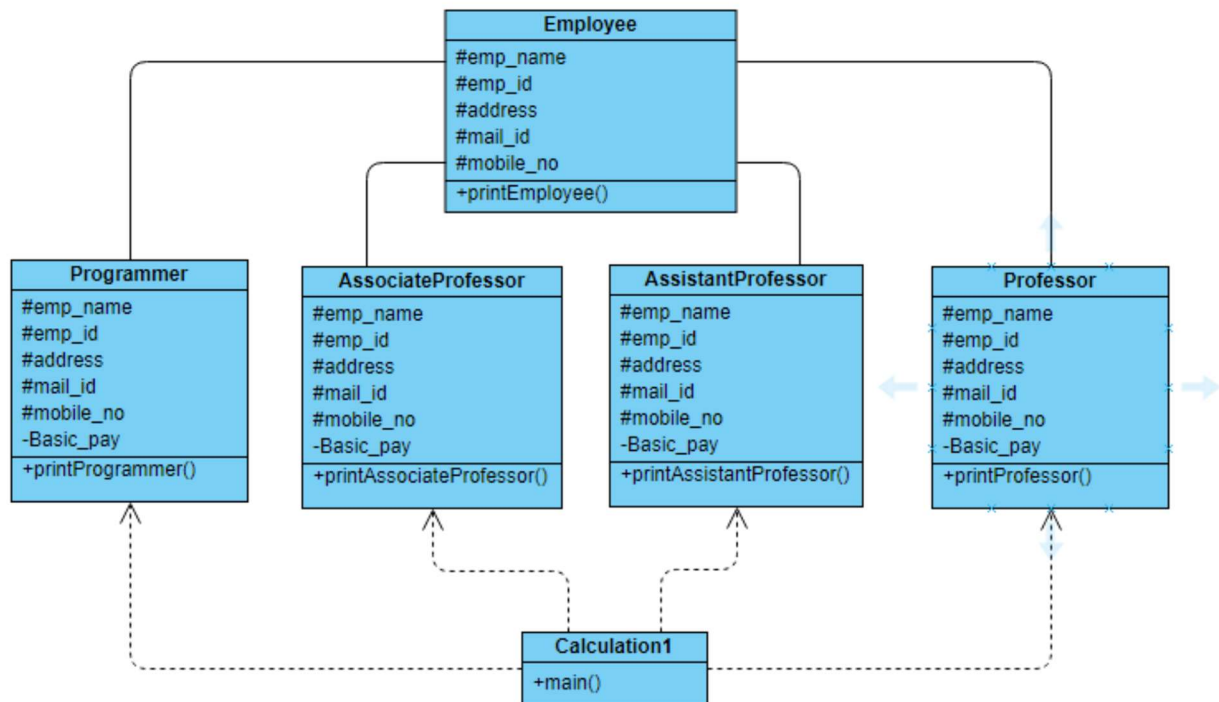 Employee
#emp_name
#emp_id
#address
#mail_id
#mobile_no
+printEmployee()
Programmer
#emp_name
#emp_id
#address
#mail_id
#mobile_no
-Basic_pay
+printProgrammer()
AssociateProfessor
#emp_name
#emp_id
#address
#mail_id
#mobile_no
-Basic_pay
+printAssociateProfessor()
AssistantProfessor
#emp_name
#emp_id
#address
#mail_id
#mobile_no
-Basic_pay
+printAssistantProfessor()
Professor
#emp_name
#emp_id
#address
#mail_id
#mobile_no
-Basic_pay
+printProfessor()
Calculation1
+main()